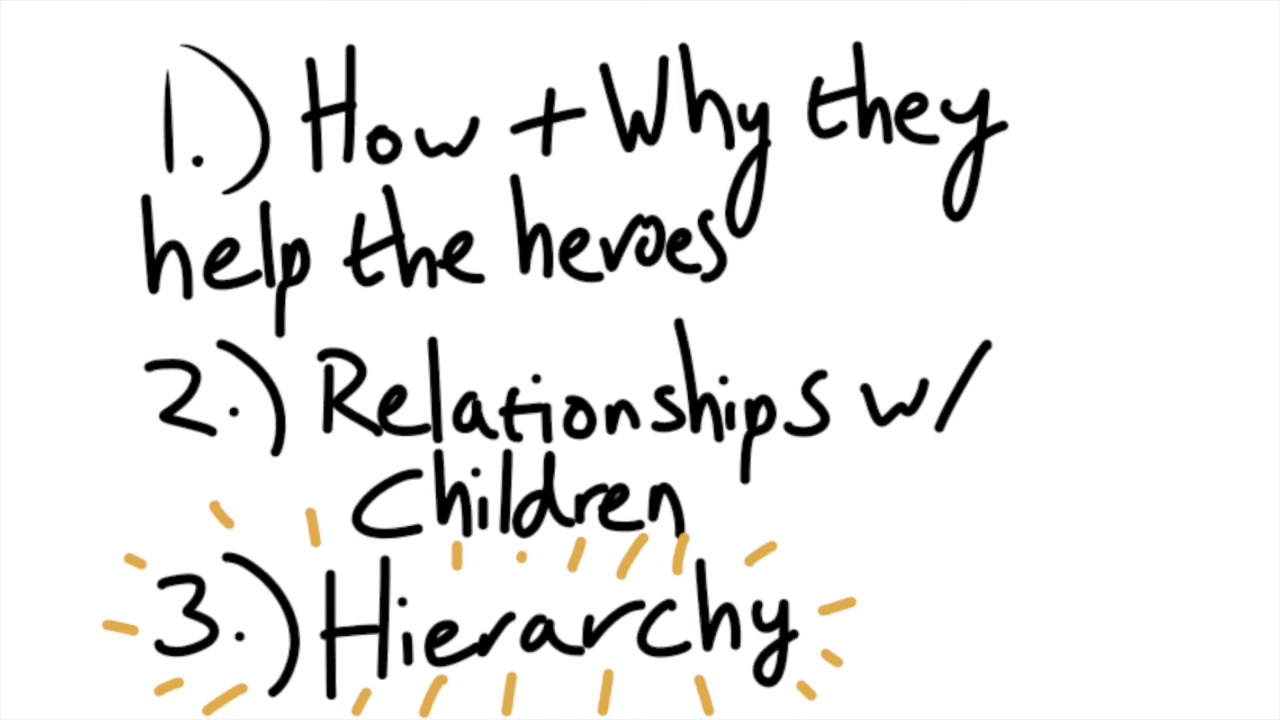 1.) How + Why they
help the heroes
2.) Relationships w/
Children
3.) Hierarchy